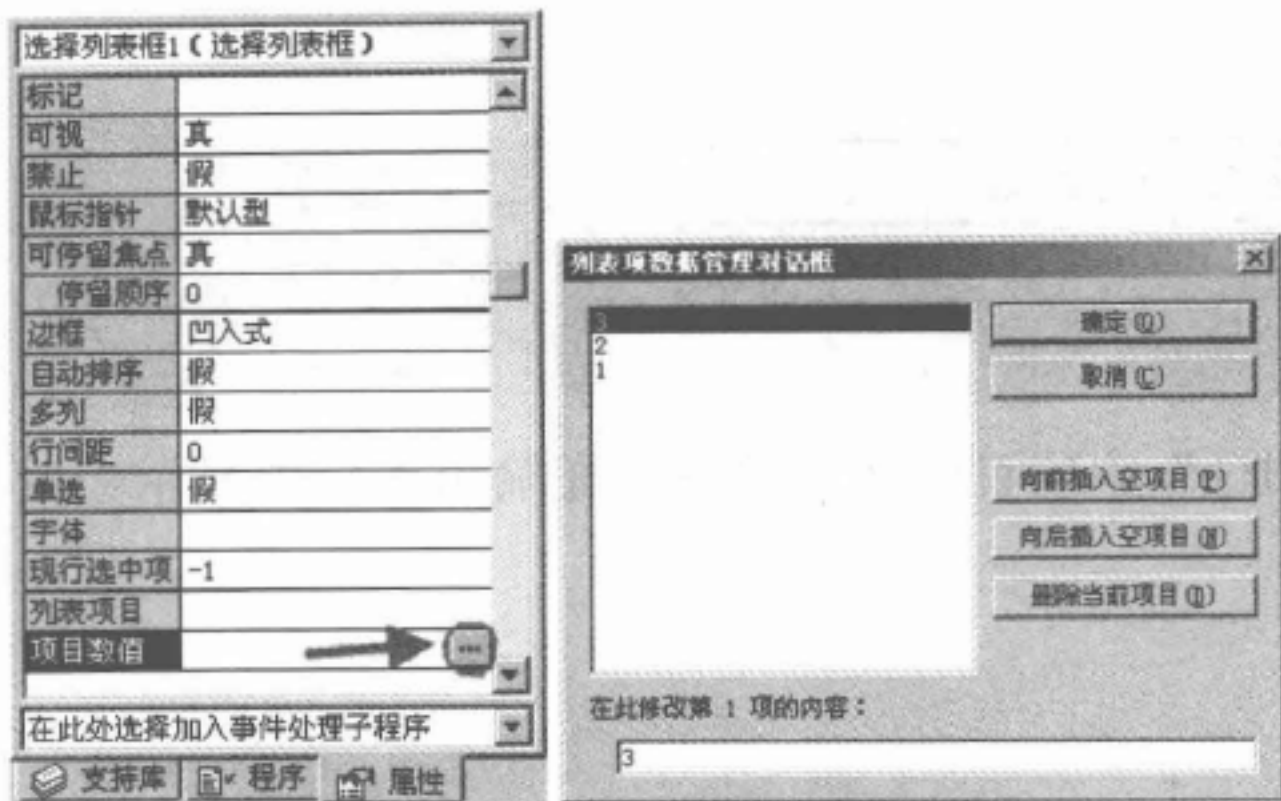 选择列表框1(选择列表框)
标记
可视 真
禁止 假
鼠标指针 默认型
可停留焦点 真
停留顺序 0
边框 凹入式
自动排序 假
多列 假
行间距 0
单选 假
字体
现行选中项 -1
列表项目
项目数值 ...
在此处选择加入事件处理子程序
支持库 程序 属性
列表项数据管理对话框
3
2
1
确定(O)
取消(C)
向前插入空项目(P)
向后插入空项目(N)
删除当前项目(D)
在此修改第 1 项的内容:
3